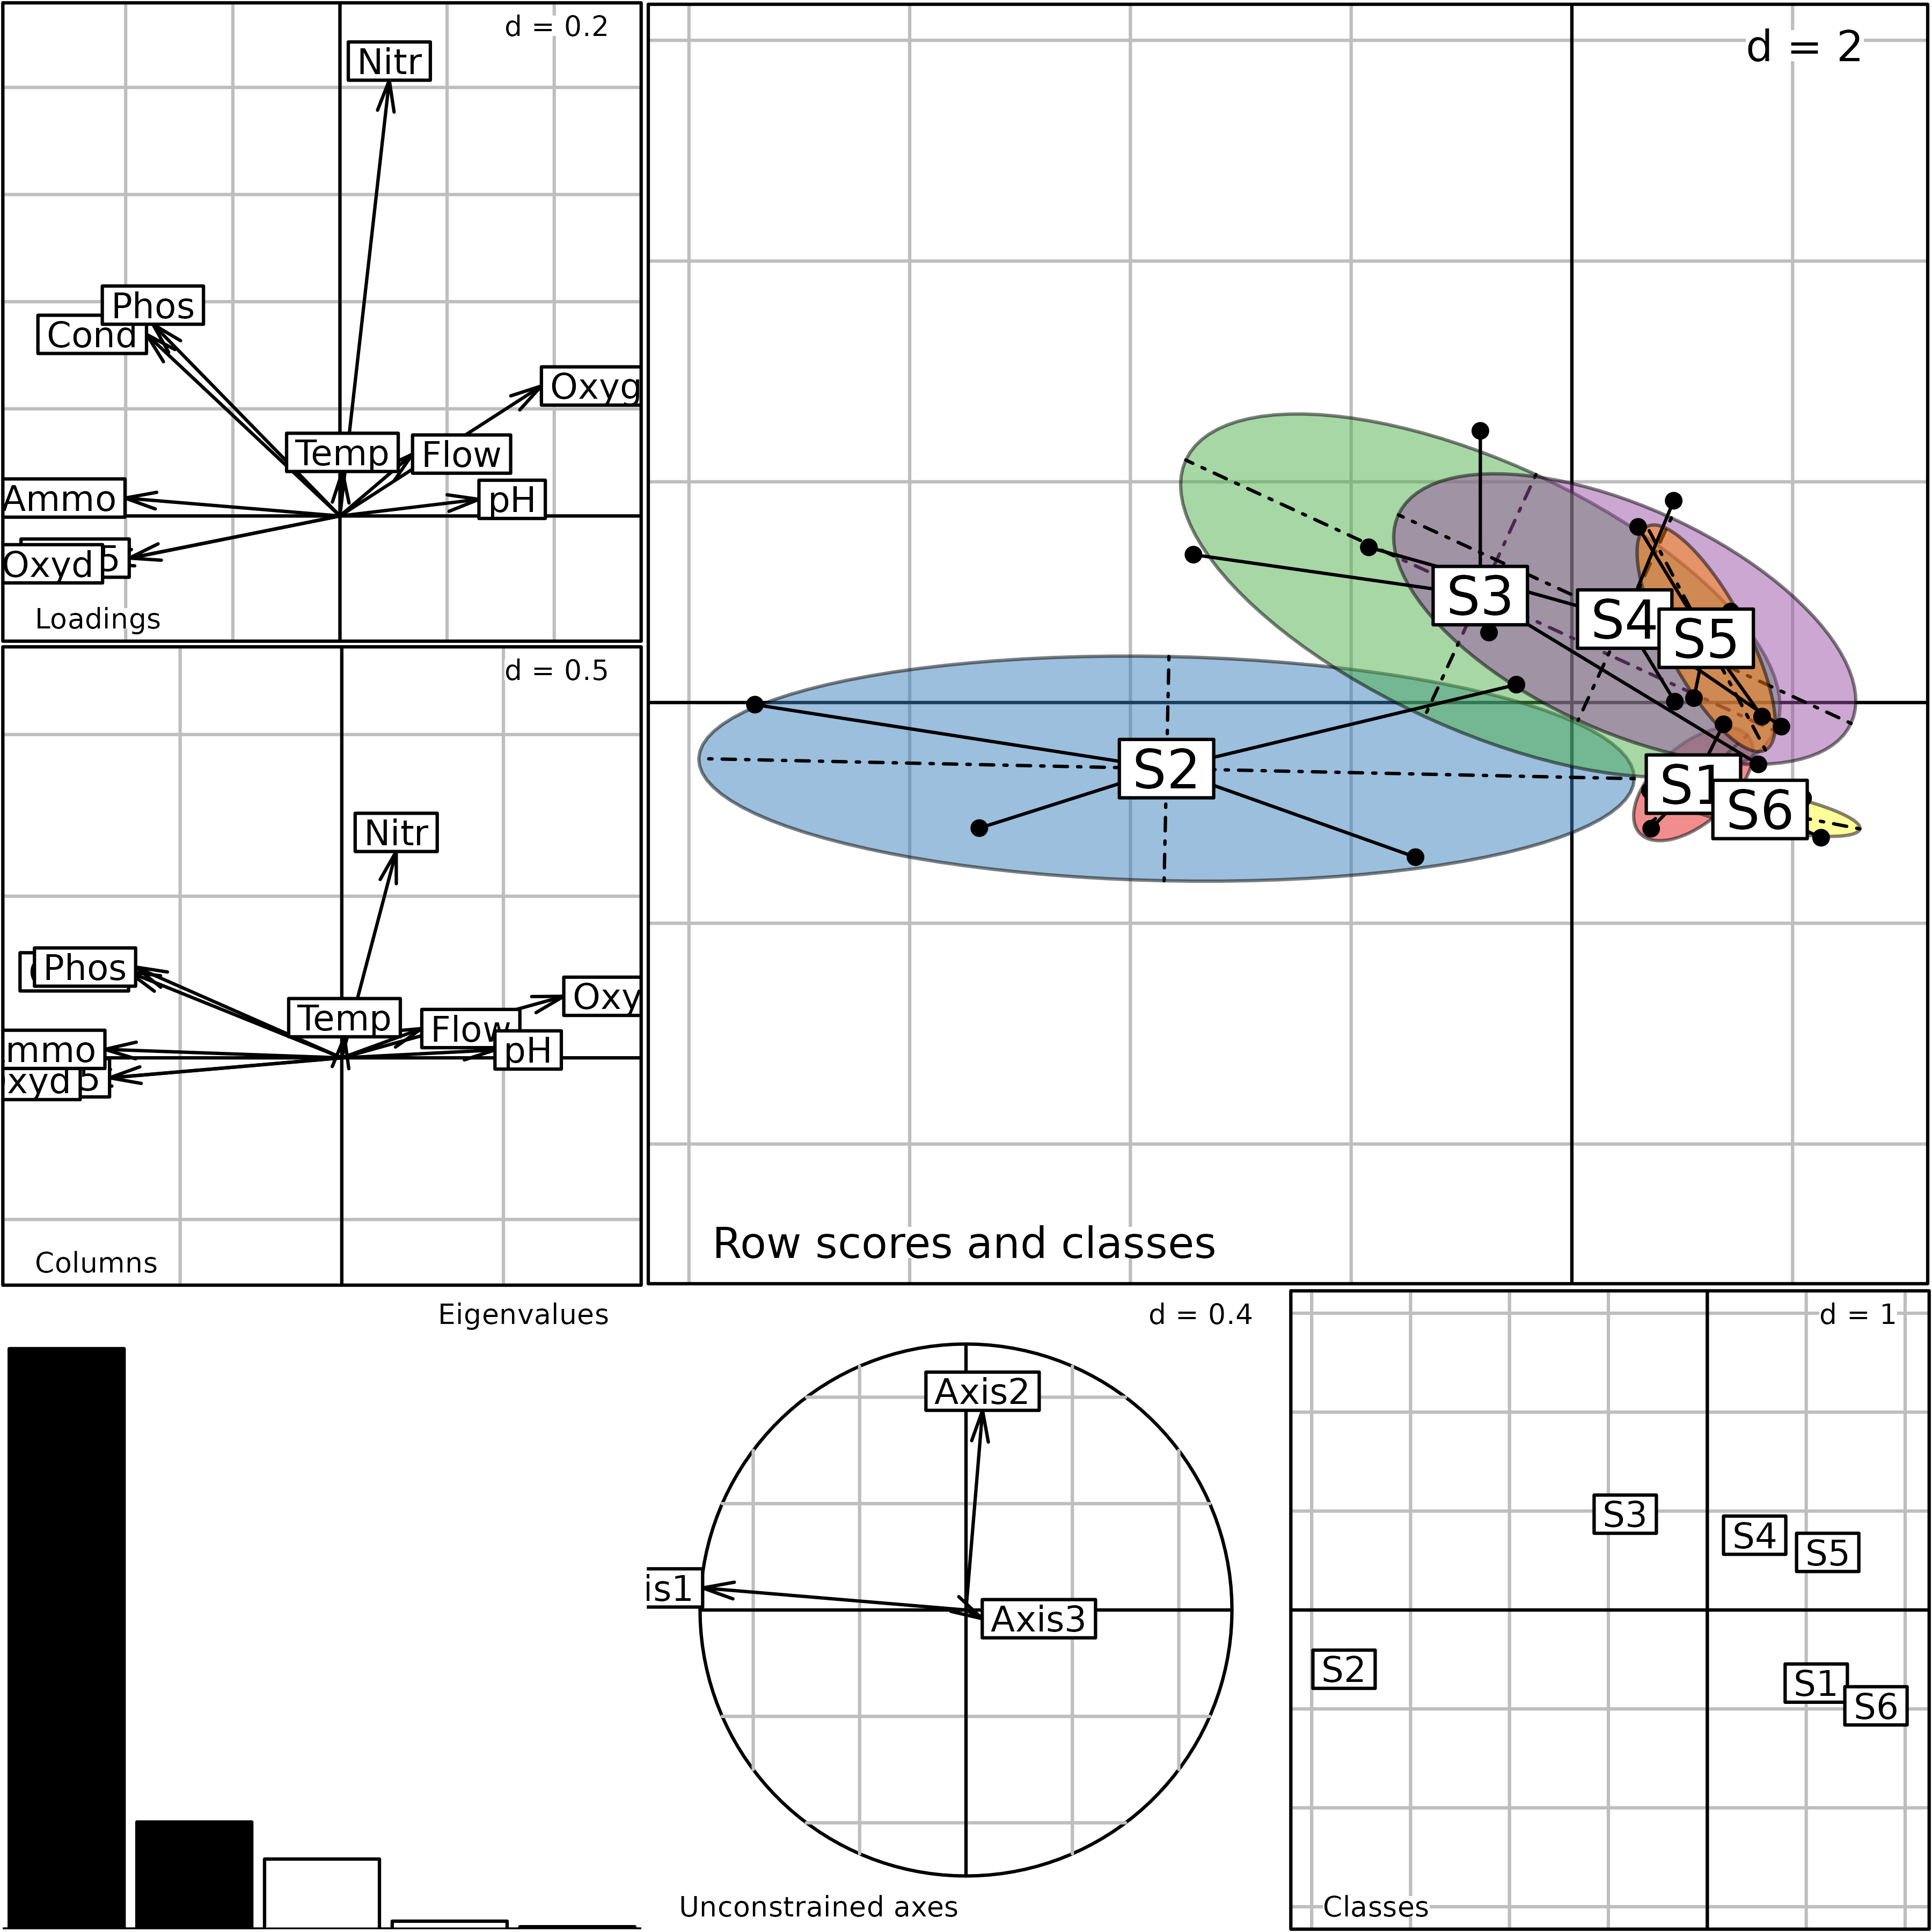 d = 0.2
Nitr
Phos
Cond
Oxyg
Temp
Flow
Ammo
pH
5
Oxyd
Loadings
d = 2
S3
S4
S5
S2
S1
S6
Row scores and classes
d = 0.5
Nitr
Phos
Oxy
Temp
Flow
mmo
pH
xyd
5
Columns
Eigenvalues
d = 0.4
Axis2
is1
Axis3
Unconstrained axes
d = 1
S3
S4
S5
S2
S1
S6
Classes